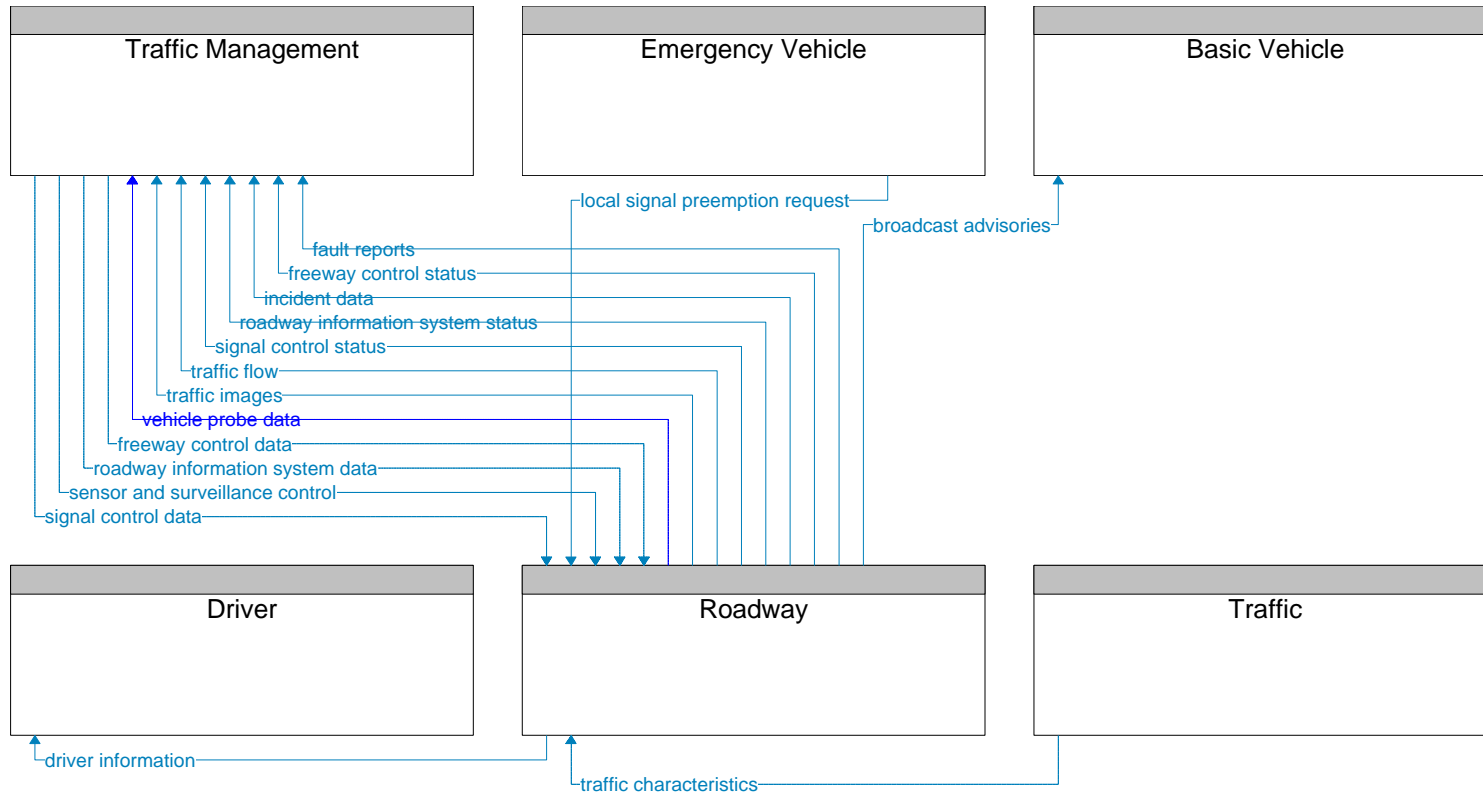 Traffic Management
Emergency Vehicle
Basic Vehicle
local signal preemption request
broadcast advisories
fault reports
freeway control status
incident data
roadway information system status
signal control status
traffic flow
traffic images
vehicle probe data
freeway control data
roadway information system data
sensor and surveillance control
signal control data
Driver
Roadway
Traffic
driver information
traffic characteristics